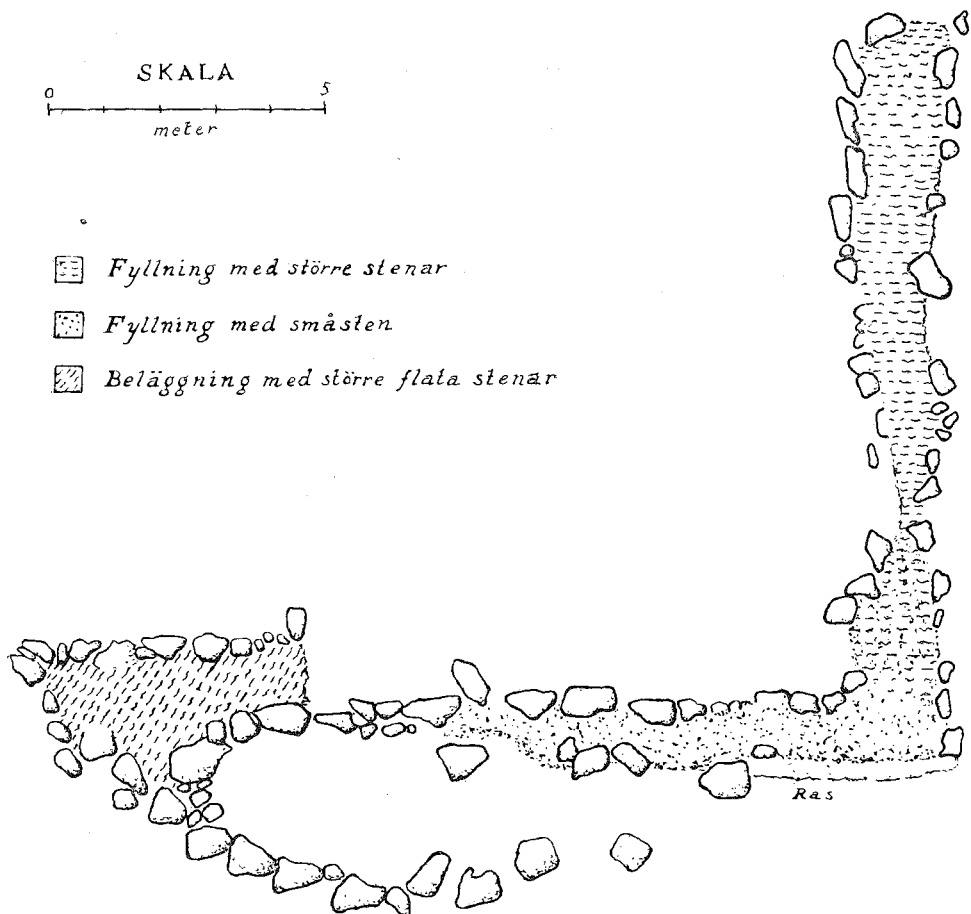 SKALA
0 5
meter
Fyllning med större stenar
Fyllning med småsten
Beläggning med större flata stenar
Ras